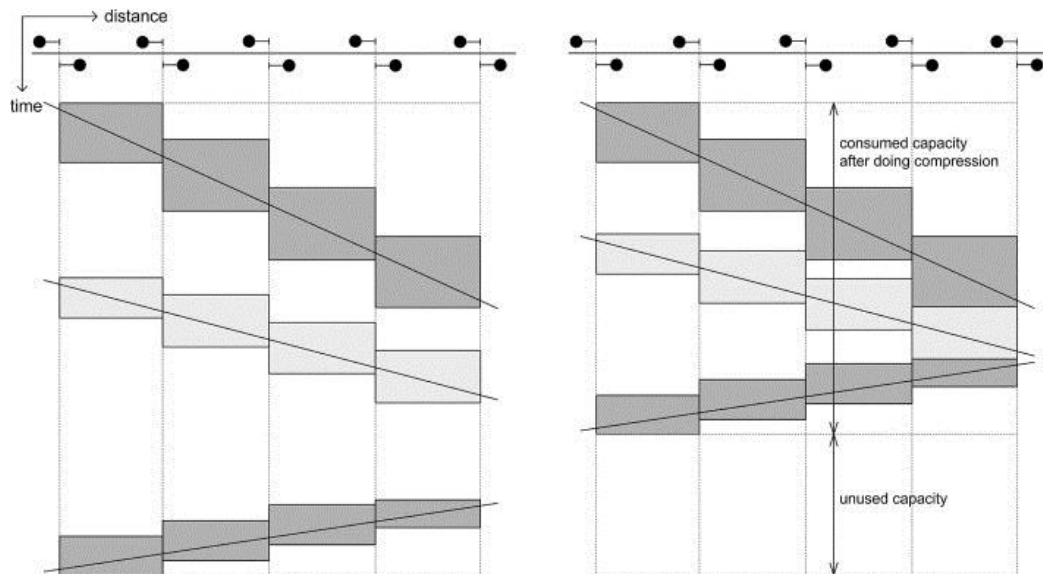 distance
time
consumed capacity
after doing compression
unused capacity